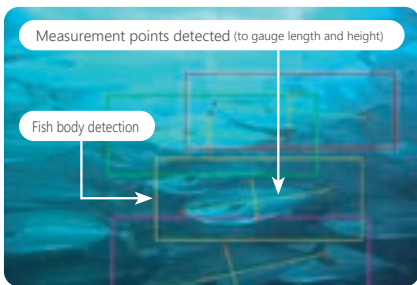 Measurement points detected (to gauge length and height)
Fish body detection